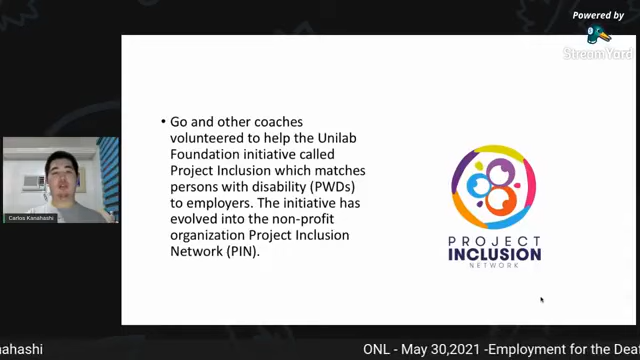 Powered by
StreamYard
• Go and other coaches
volunteered to help the Unilab
Foundation initiative called
Project Inclusion which matches
persons with disability (PWDs)
to employers. The initiative has
evolved into the non-profit
organization Project Inclusion
Network (PIN).
PROJECT
INCLUSION
NETWORK
Carlos Kanahashi
nahashi
ONL - May 30,2021 -Employment for the Dea